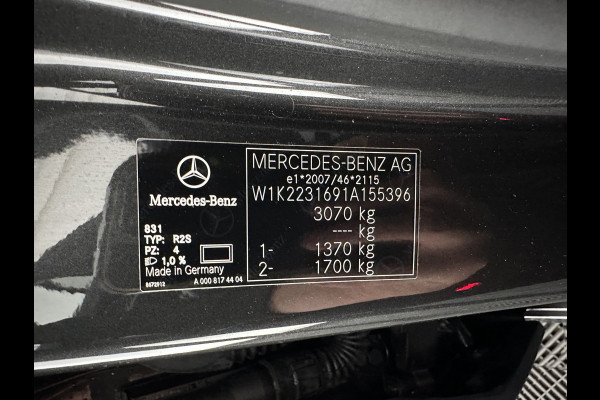 Mercedes-Benz
831
TYP: R2S
PZ: 4
1,0 %
Made in Germany
8672912
A 000 817 44 04
MERCEDES-BENZ AG
e1*2007/46*2115
W1K2231691A155396
3070 kg
---- kg
1- 1370 kg
2- 1700 kg